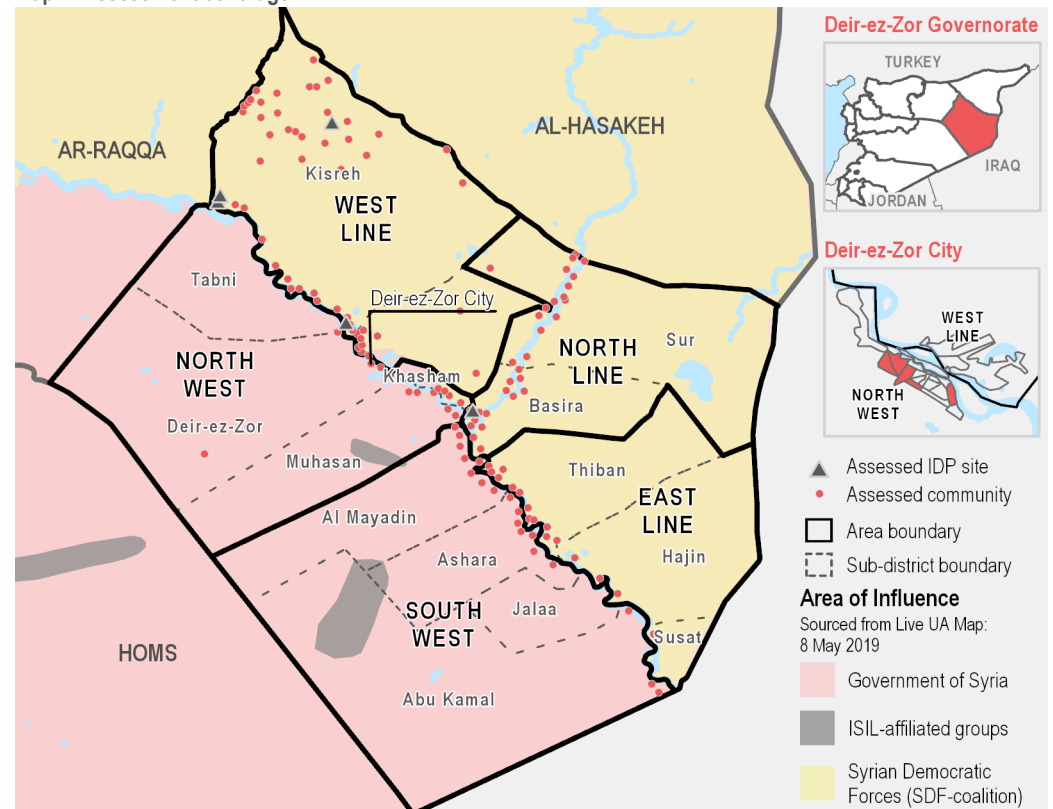 AR-RAQQA
AL-HASAKEH
Kisreh
WEST
LINE
Tabni
Deir-ez-Zor City
NORTH
WEST
Khasham
NORTH
LINE
Sur
Basira
Deir-ez-Zor
Muhasan
Thiban
EAST
LINE
Al Mayadin
Ashara
Hajin
SOUTH
WEST
Jalaa
Susat
HOMS
Abu Kamal
Deir-ez-Zor Governorate
TURKEY
IRAQ
JORDAN
Deir-ez-Zor City
WEST
LINE
NORTH
WEST
Assessed IDP site
Assessed community
Area boundary
Sub-district boundary
Area of Influence
Sourced from Live UA Map:
8 May 2019
Government of Syria
ISIL-affiliated groups
Syrian Democratic
Forces (SDF-coalition)